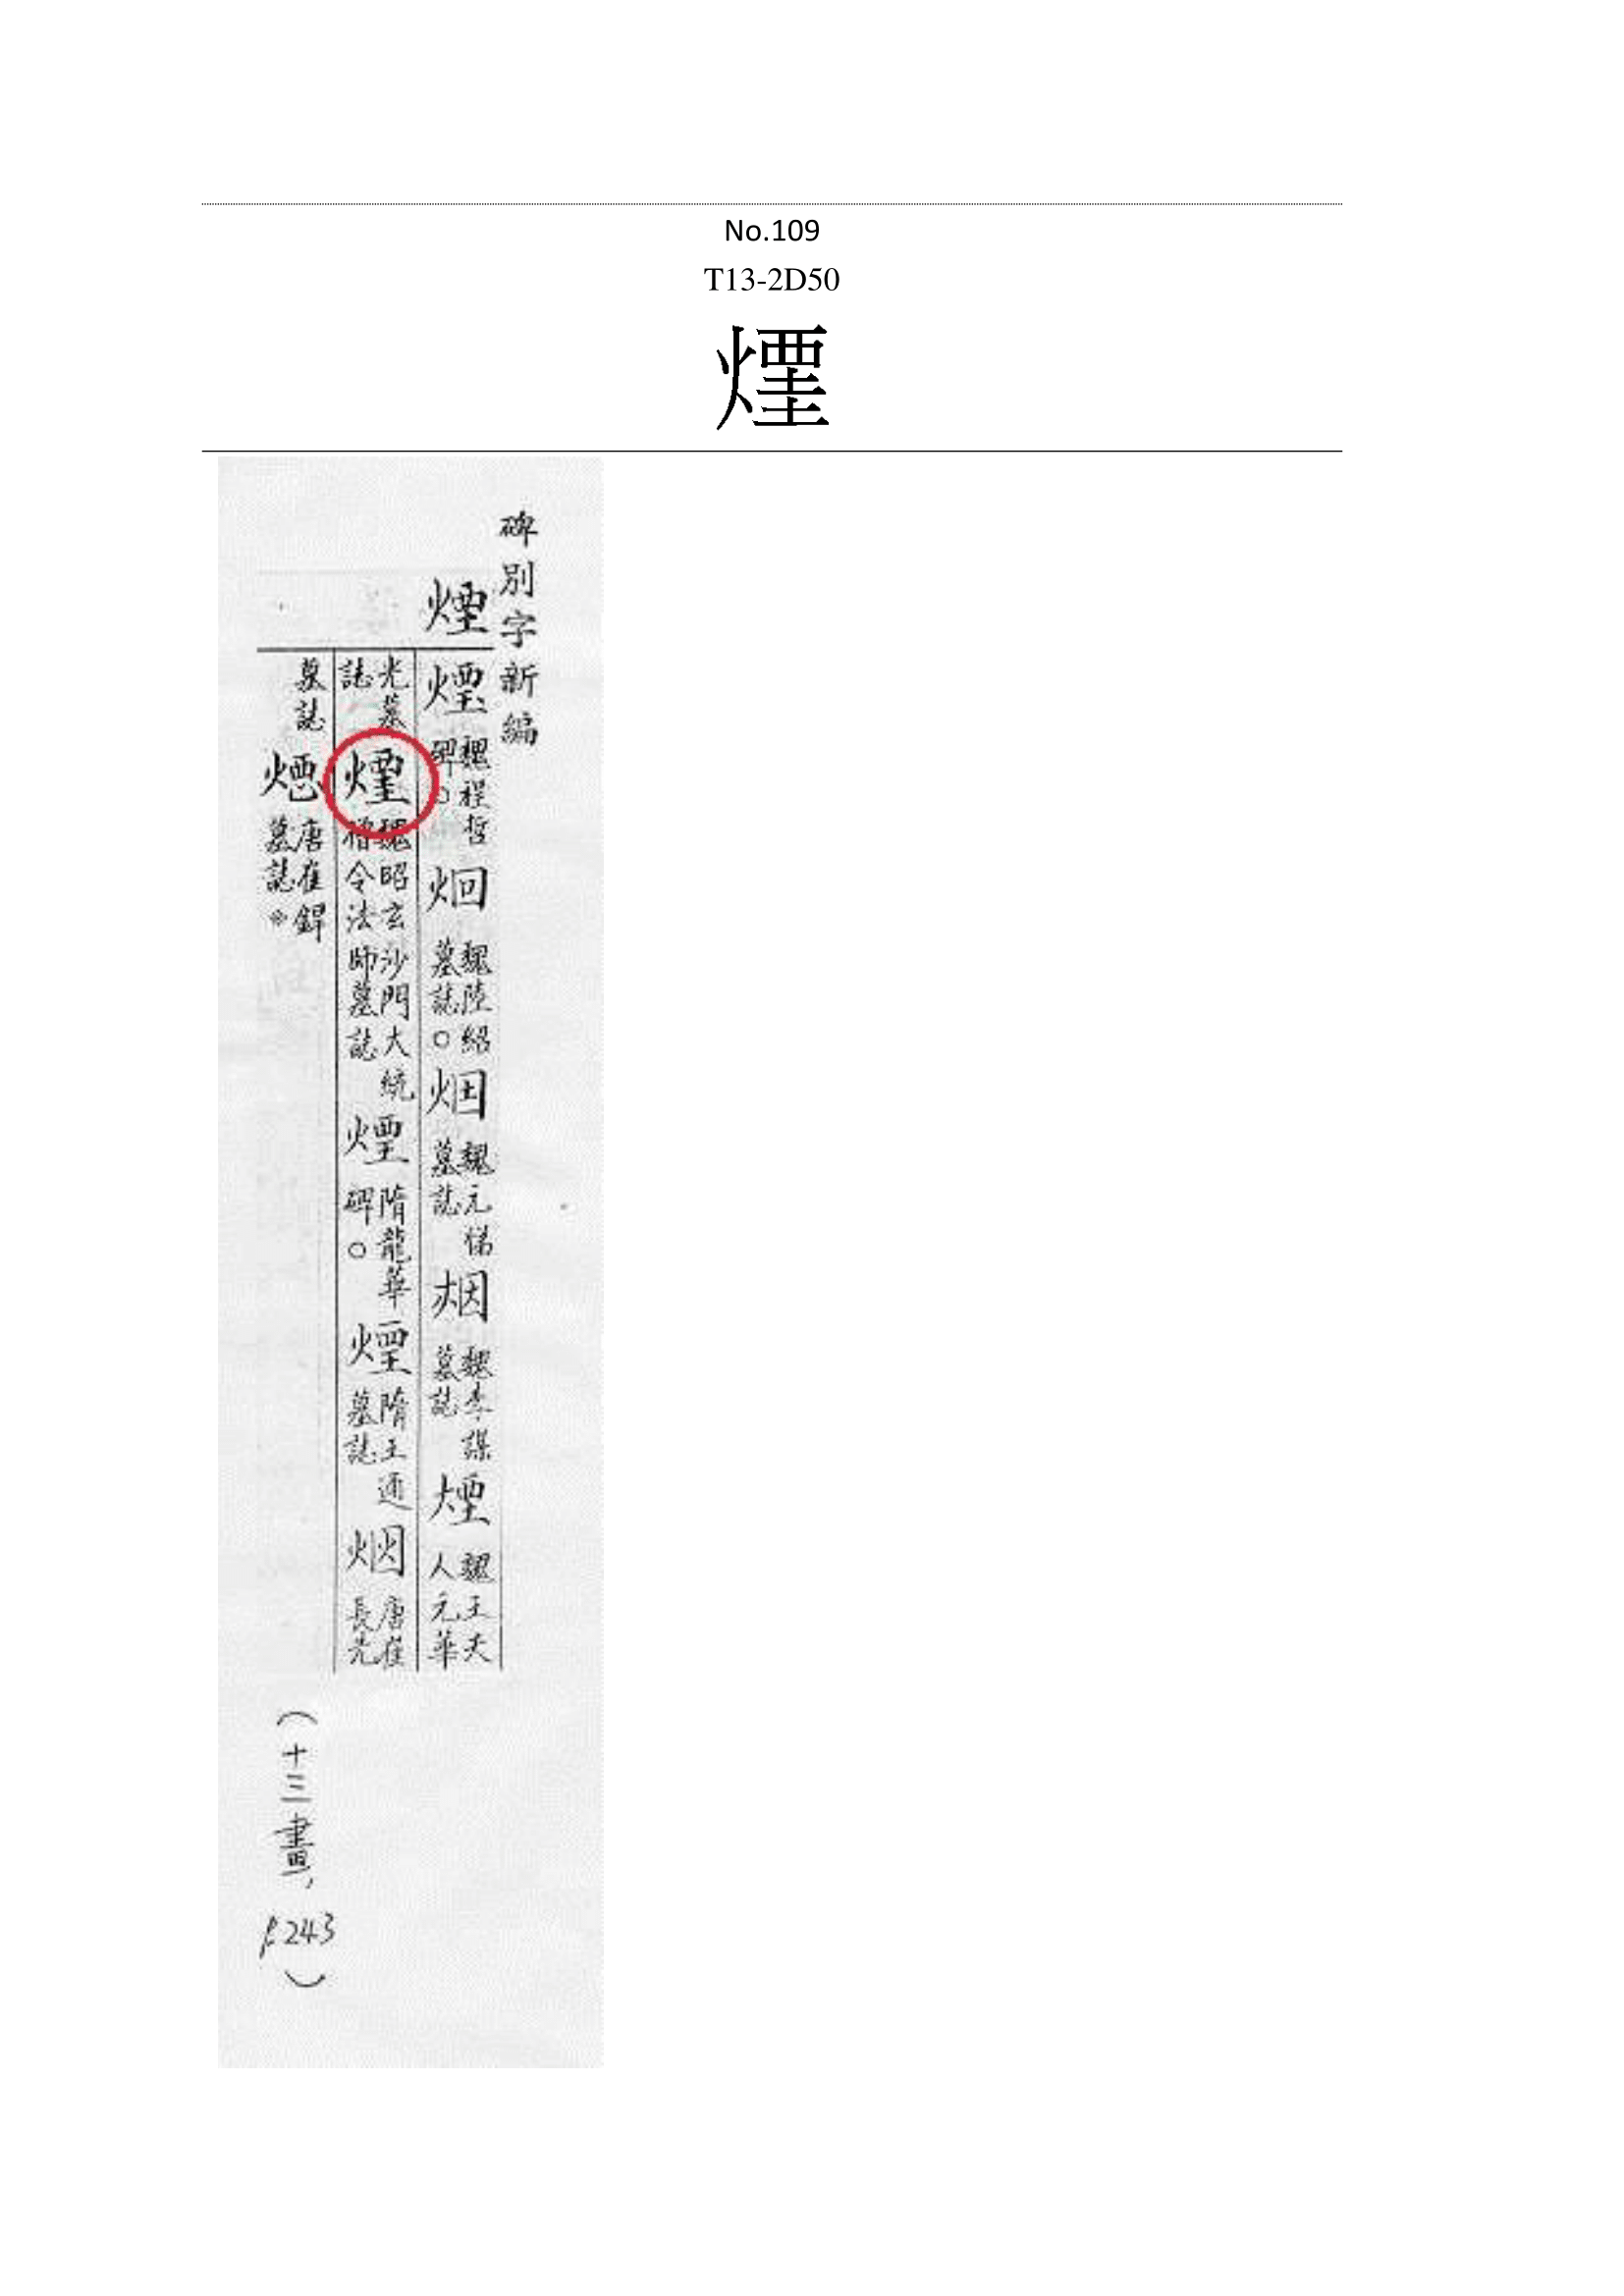 No.109
T13-2D50
煙
碑別字新編
煙
煙 魏程哲碑○ 烟 魏陸紹墓誌○ 烟 魏元悌墓誌 烟 魏李謀墓誌 煙 魏王夫人元華
光墓誌 煙 魏昭玄沙門大統僧令法師墓誌 煙 隋龍華碑○ 煙 隋王通墓誌 烟 唐崔長先
墓誌 唐崔銲墓誌※
(十三畫,
p.243
)